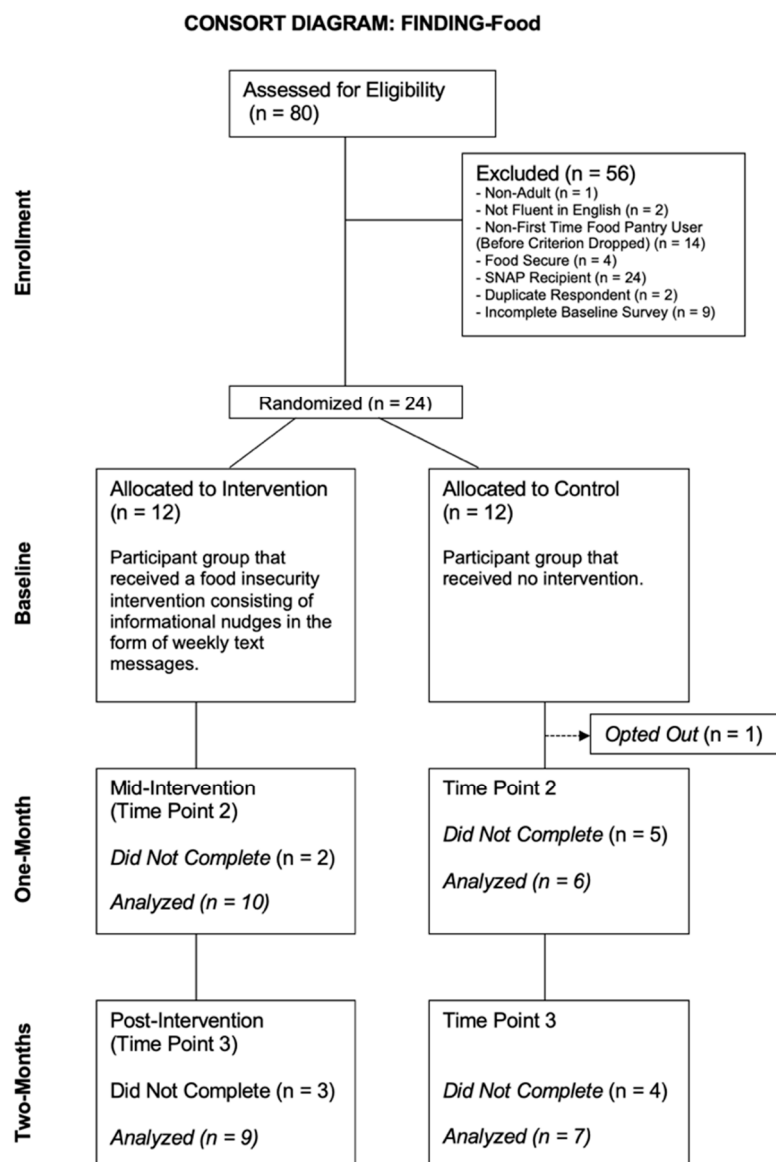 CONSORT DIAGRAM: FINDING-Food
Assessed for Eligibility
(n = 80)
Enrollment
Excluded (n = 56)
- Non-Adult (n = 1)
- Not Fluent in English (n = 2)
- Non-First Time Food Pantry User
(Before Criterion Dropped) (n = 14)
- Food Secure (n = 4)
- SNAP Recipient (n = 24)
- Duplicate Respondent (n = 2)
- Incomplete Baseline Survey (n = 9)
Randomized (n = 24)
Baseline
Allocated to Intervention
(n = 12)
Participant group that
received a food insecurity
intervention consisting of
informational nudges in the
form of weekly text
messages.
Allocated to Control
(n = 12)
Participant group that
received no intervention.
Opted Out (n = 1)
One-Month
Mid-Intervention
(Time Point 2)
Did Not Complete (n = 2)
Analyzed (n = 10)
Time Point 2
Did Not Complete (n = 5)
Analyzed (n = 6)
Two-Months
Post-Intervention
(Time Point 3)
Did Not Complete (n = 3)
Analyzed (n = 9)
Time Point 3
Did Not Complete (n = 4)
Analyzed (n = 7)